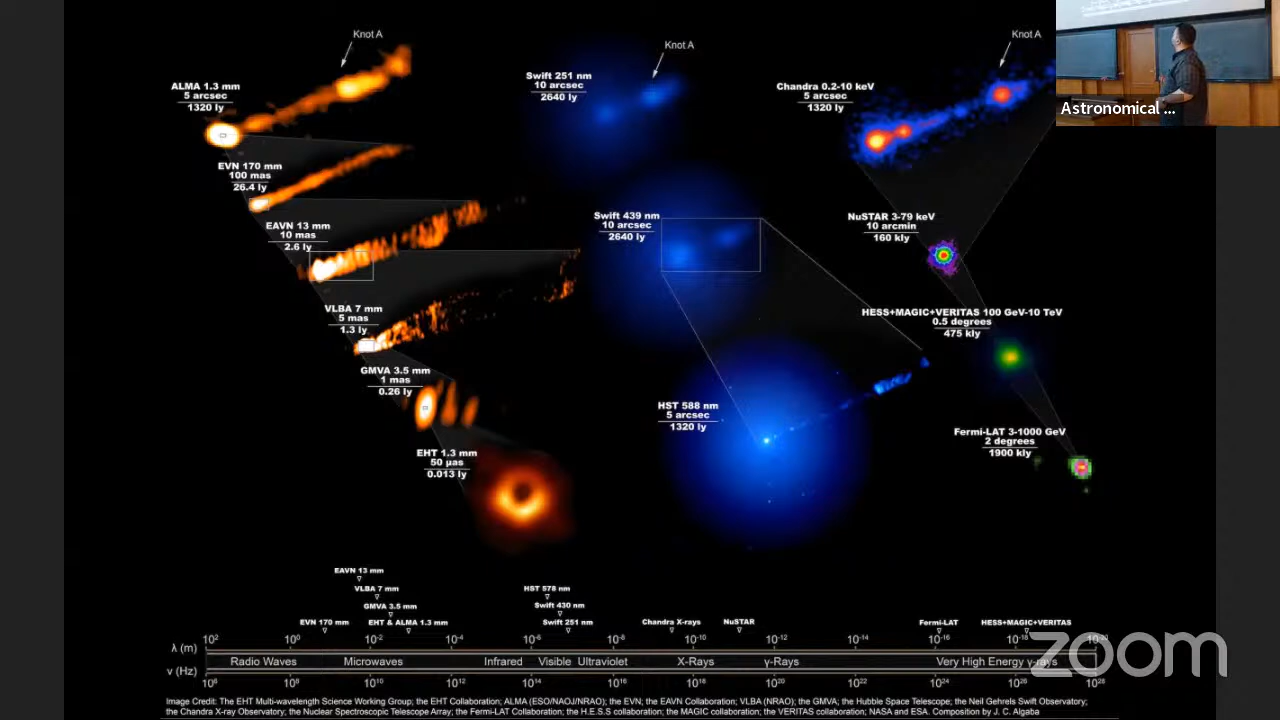 Knot A
ALMA 1.3 mm
5 arcsec
1320 ly
EVN 170 mm
100 mas
26.4 ly
EAVN 13 mm
10 mas
2.6 ly
VLBA 7 mm
5 mas
1.3 ly
GMVA 3.5 mm
1 mas
0.26 ly
EHT 1.3 mm
50 μas
0.013 ly
Knot A
Swift 251 nm
10 arcsec
2640 ly
Swift 439 nm
10 arcsec
2640 ly
HST 588 nm
5 arcsec
1320 ly
Knot A
Chandra 0.2-10 keV
5 arcsec
1320 ly
NuSTAR 3-79 keV
10 arcmin
160 kly
HESS+MAGIC+VERITAS 100 GeV-10 TeV
0.5 degrees
475 kly
Fermi-LAT 3-1000 GeV
2 degrees
1900 kly
Astronomical ...
EAVN 13 mm
VLBA 7 mm
GMVA 3.5 mm
EVN 170 mm EHT & ALMA 1.3 mm
HST 578 nm
Swift 430 nm
Swift 251 nm
Chandra X-rays NuSTAR Fermi-LAT HESS+MAGIC+VERITAS
λ (m) 10² 10⁰ 10⁻² 10⁻⁴ 10⁻⁶ 10⁻⁸ 10⁻¹⁰ 10⁻¹² 10⁻¹⁴ 10⁻¹⁶ 10⁻¹⁸ 10⁻²⁰
Radio Waves Microwaves Infrared Visible Ultraviolet X-Rays γ-Rays Very High Energy γ-rays
ν (Hz) 10⁶ 10⁸ 10¹⁰ 10¹² 10¹⁴ 10¹⁶ 10¹⁸ 10²⁰ 10²² 10²⁴ 10²⁶ 10²⁸
zoom
Image Credit: The EHT Multi-wavelength Science Working Group; the EHT Collaboration; ALMA (ESO/NAOJ/NRAO); the EVN; the EAVN Collaboration; VLBA (NRAO); the GMVA; the Hubble Space Telescope; the Neil Gehrels Swift Observatory;
the Chandra X-ray Observatory; the Nuclear Spectroscopic Telescope Array; the Fermi-LAT Collaboration; the H.E.S.S collaboration; the MAGIC collaboration; the VERITAS collaboration; NASA and ESA. Composition by J. C. Algaba